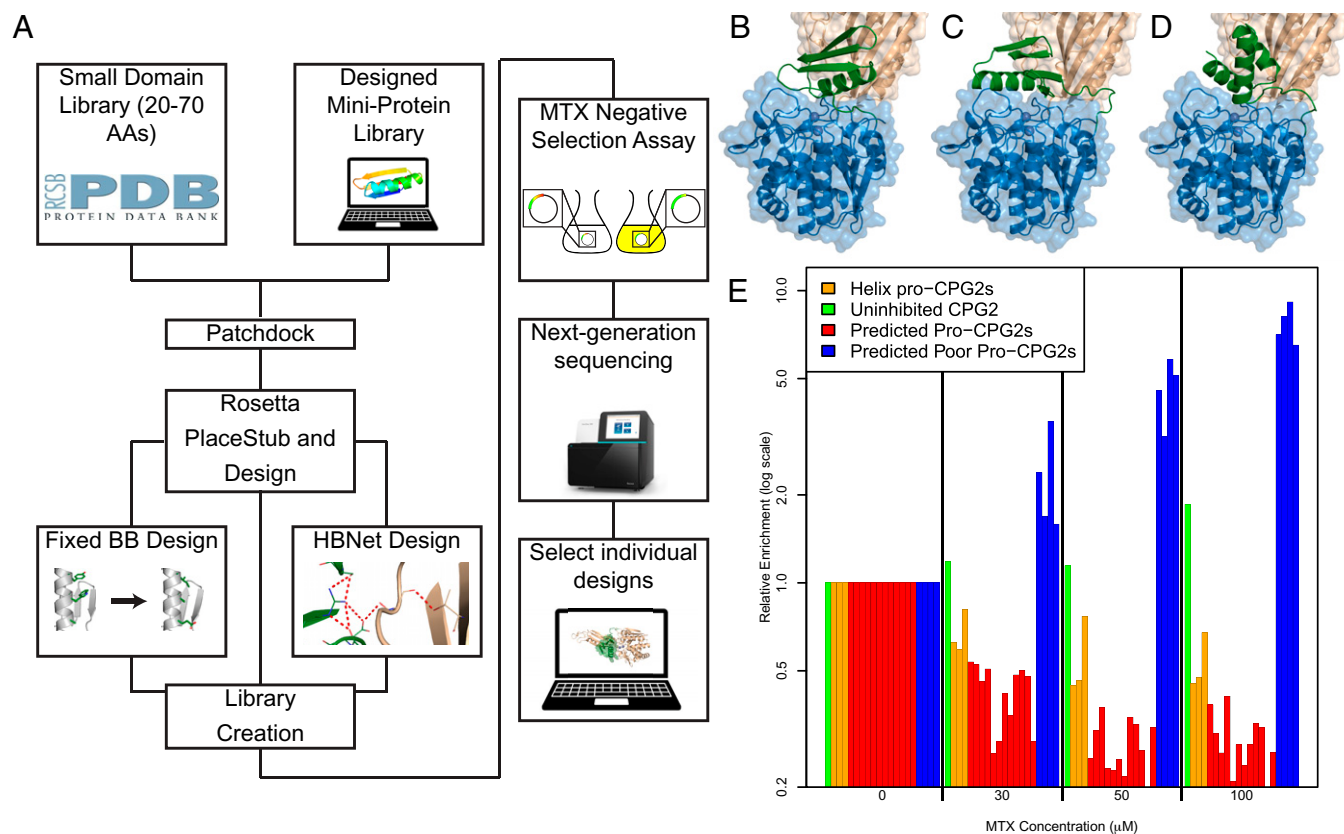 A
Small Domain
Library (20-70
AAs)
RCSB
PDB
PROTEIN DATA BANK
Designed
Mini-Protein
Library
Patchdock
Rosetta
PlaceStub and
Design
Fixed BB Design
HBNet Design
Library
Creation
MTX Negative
Selection Assay
Next-generation
sequencing
Select individual
designs
B
C
D
E
Helix pro−CPG2s
Uninhibited CPG2
Predicted Pro−CPG2s
Predicted Poor Pro−CPG2s
Relative Enrichment (log scale)
10.0
5.0
2.0
1.0
0.5
0.2
0
30
50
100
MTX Concentration (μM)